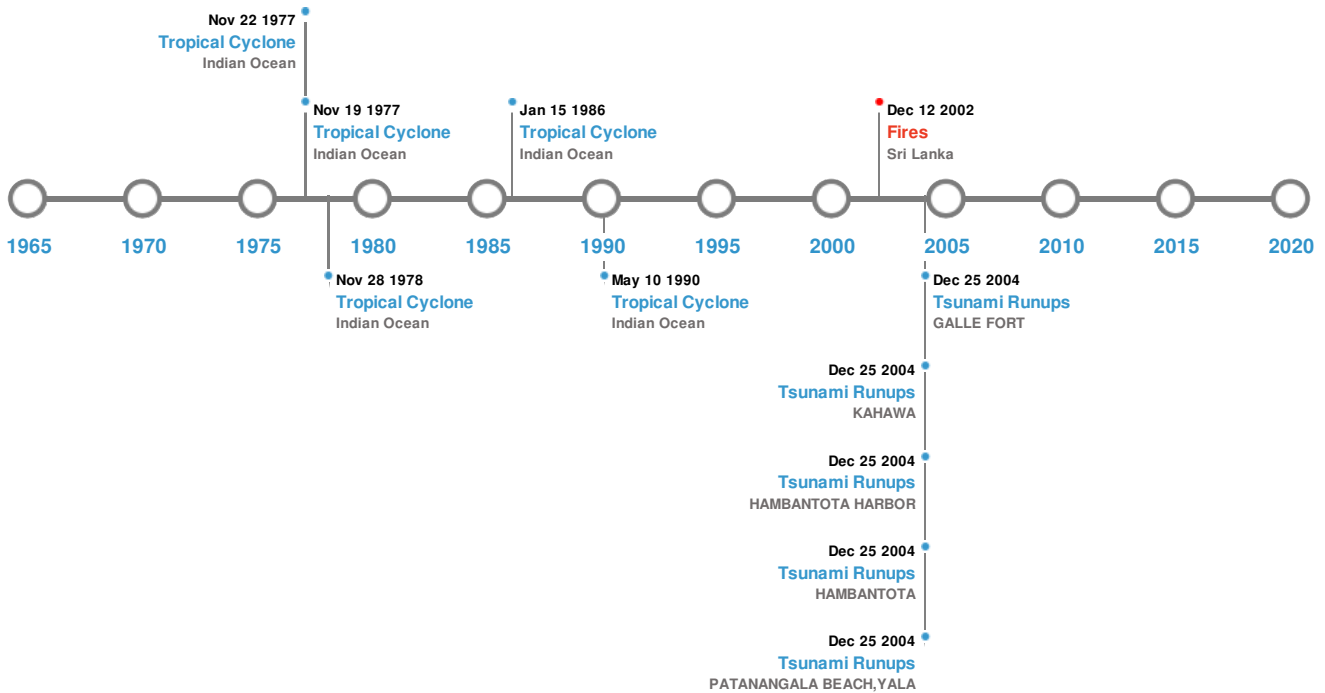 Nov 22 1977
Tropical Cyclone
Indian Ocean
Nov 19 1977
Tropical Cyclone
Indian Ocean
Jan 15 1986
Tropical Cyclone
Indian Ocean
Dec 12 2002
Fires
Sri Lanka
1965 1970 1975 1980 1985 1990 1995 2000 2005 2010 2015 2020
Nov 28 1978
Tropical Cyclone
Indian Ocean
May 10 1990
Tropical Cyclone
Indian Ocean
Dec 25 2004
Tsunami Runups
GALLE FORT
Dec 25 2004
Tsunami Runups
KAHAWA
Dec 25 2004
Tsunami Runups
HAMBANTOTA HARBOR
Dec 25 2004
Tsunami Runups
HAMBANTOTA
Dec 25 2004
Tsunami Runups
PATANANGALA BEACH,YALA